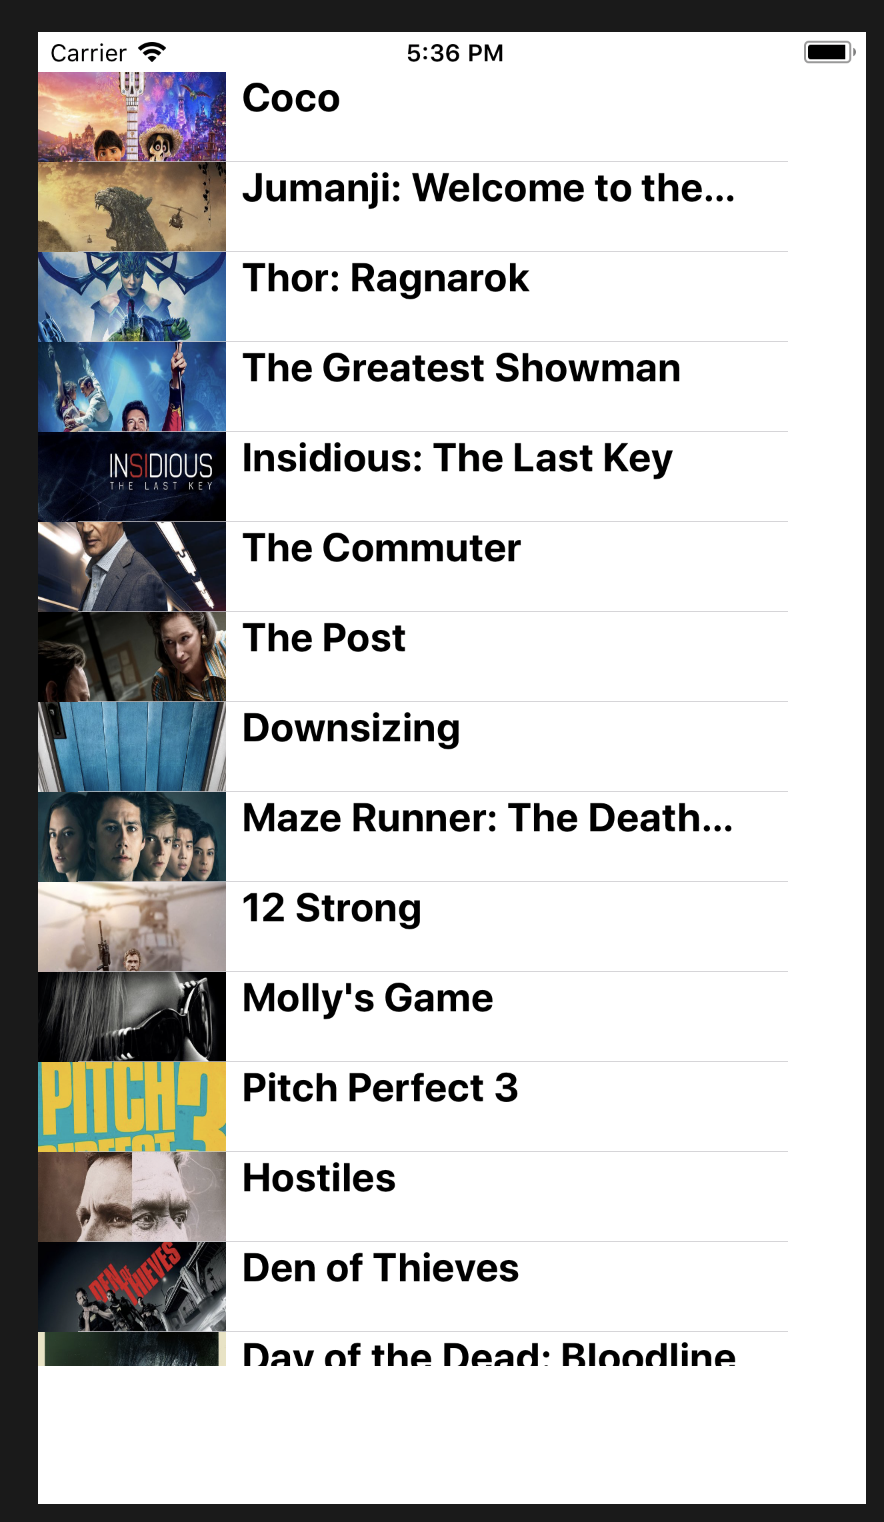 Carrier
5:36 PM
Coco
Jumanji: Welcome to the...
Thor: Ragnarok
The Greatest Showman
INSIDIOUS
THE LAST KEY
Insidious: The Last Key
The Commuter
The Post
Downsizing
Maze Runner: The Death...
12 Strong
Molly's Game
PITCH
PERFECT 3
Pitch Perfect 3
Hostiles
DEN OF
THIEVES
Den of Thieves
Day of the Dead: Bloodline